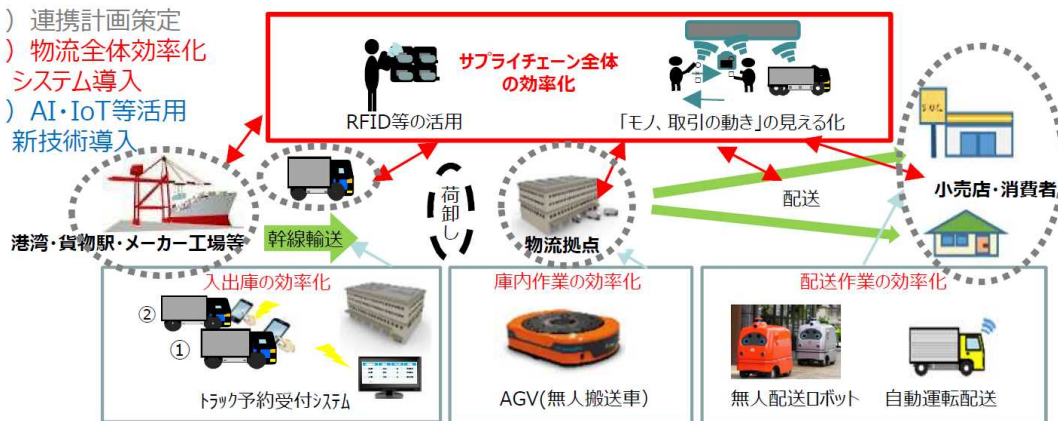 ）連携計画策定
）物流全体効率化
システム導入
）AI・IoT等活用
新技術導入
サプライチェーン全体
の効率化
RFID等の活用
「モノ、取引の動き」の見える化
荷卸し
配送
小売店・消費者
港湾・貨物駅・メーカー工場等
幹線輸送
物流拠点
入出庫の効率化
②
①
トラック予約受付システム
庫内作業の効率化
AGV(無人搬送車）
配送作業の効率化
無人配送ロボット
自動運転配送